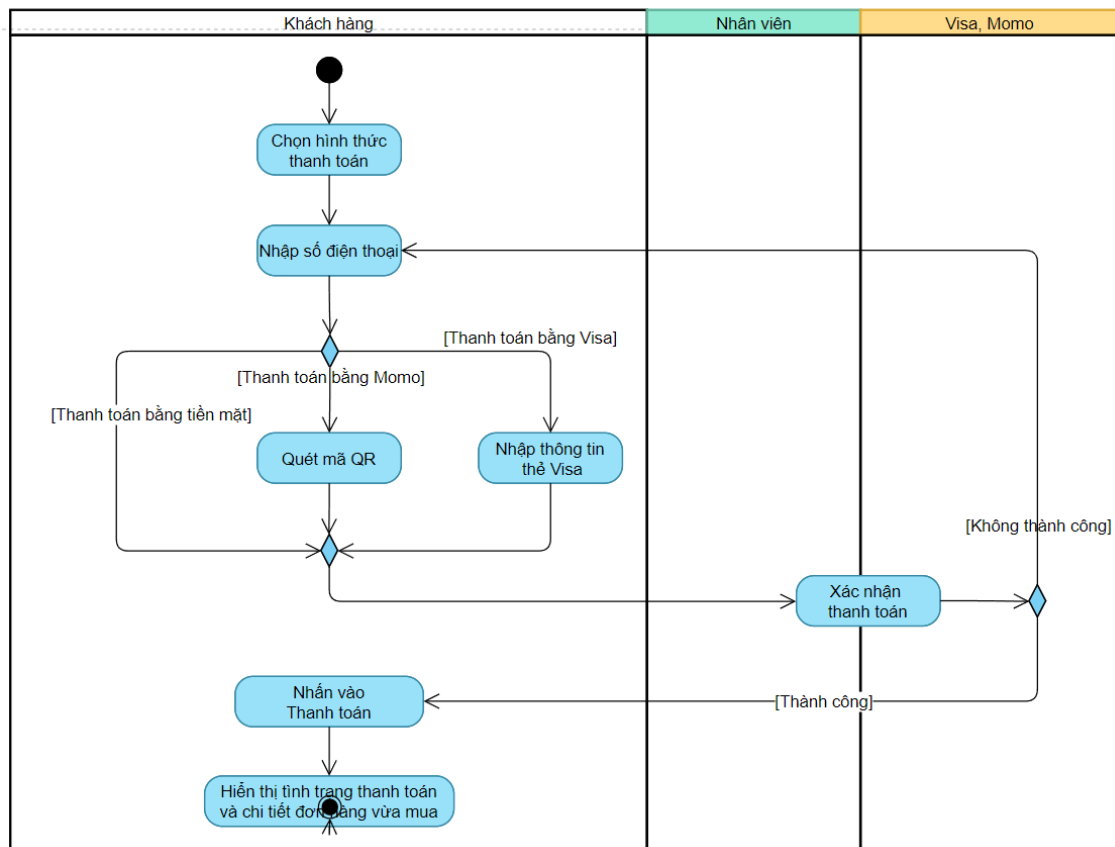 Khách hàng
Nhân viên
Visa, Momo
Chọn hình thức
thanh toán
Nhập số điện thoại
[Thanh toán bằng Visa]
[Thanh toán bằng Momo]
[Thanh toán bằng tiền mặt]
Quét mã QR
Nhập thông tin
thẻ Visa
[Không thành công]
Xác nhận
thanh toán
Nhấn vào
Thanh toán
[Thành công]
Hiển thị tình trạng thanh toán
và chi tiết đơn hàng vừa mua